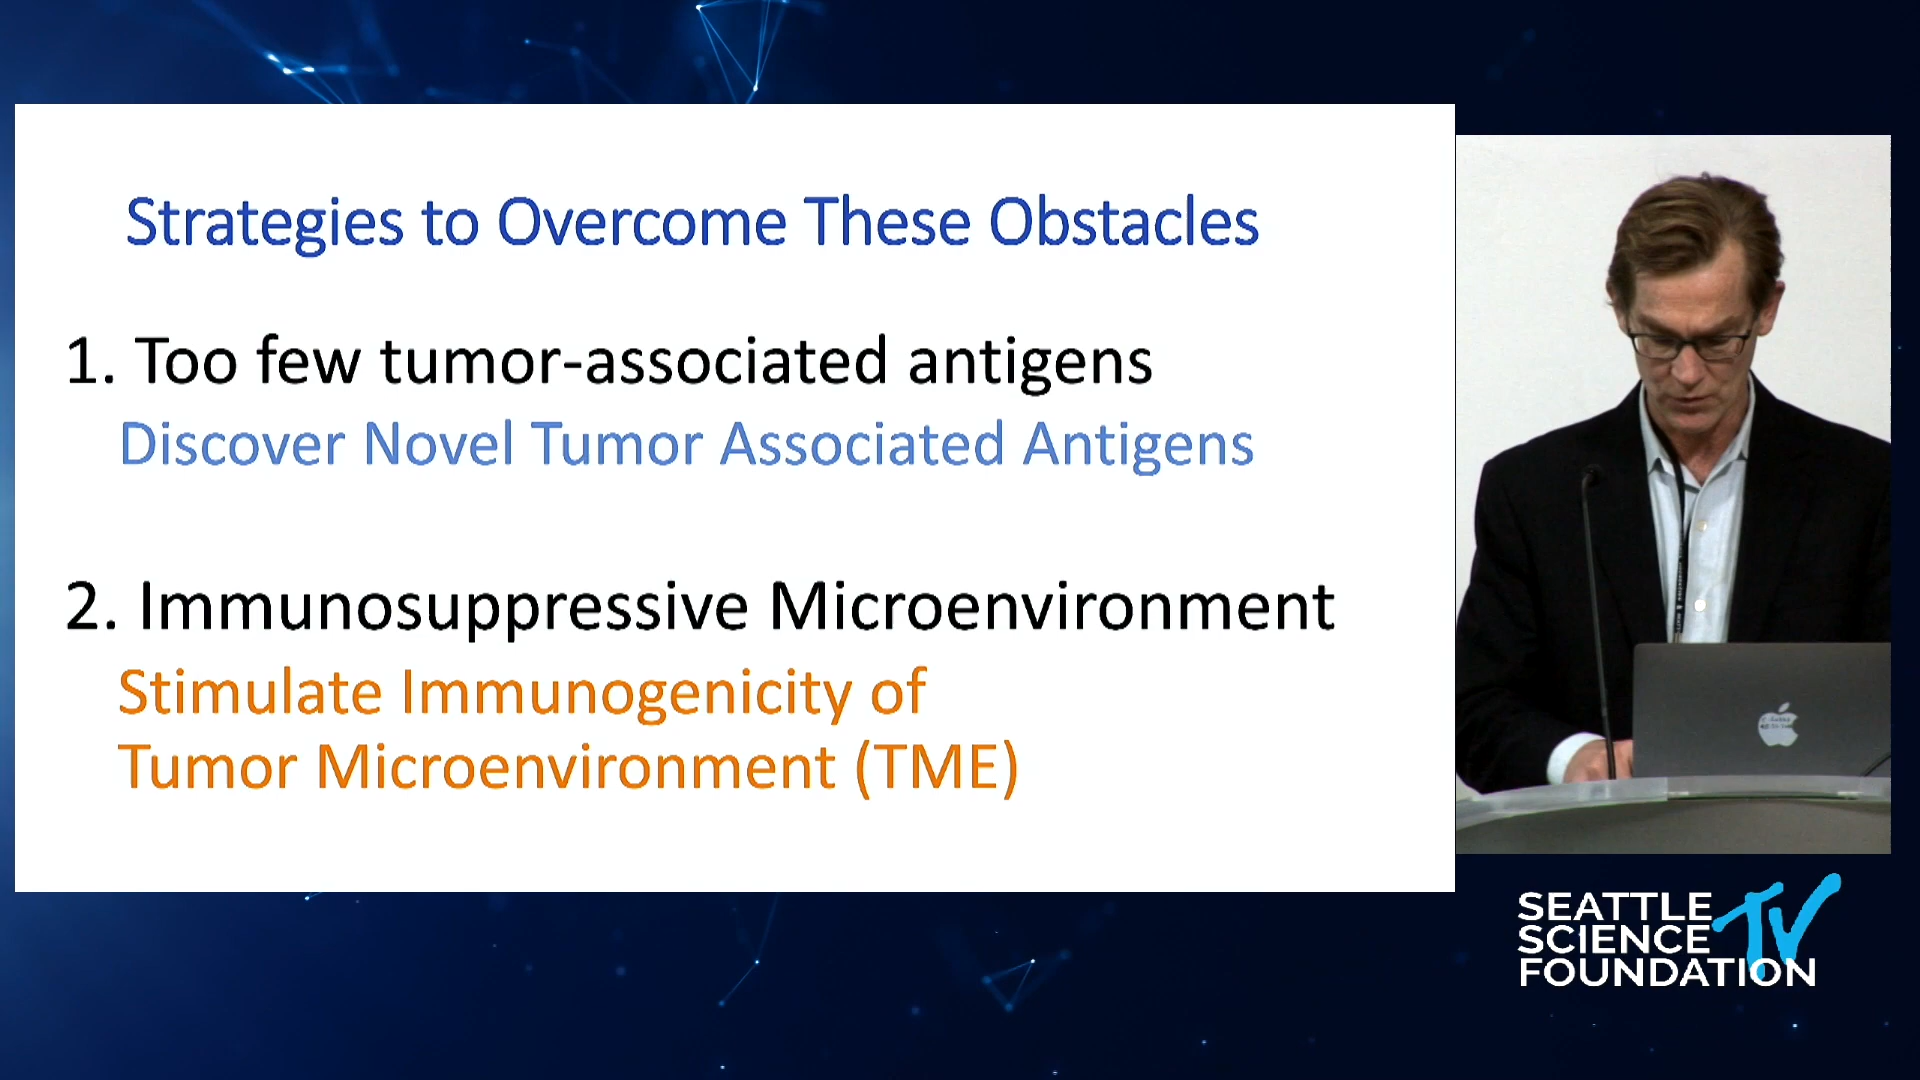 Strategies to Overcome These Obstacles
1. Too few tumor-associated antigens
Discover Novel Tumor Associated Antigens
2. Immunosuppressive Microenvironment
Stimulate Immunogenicity of
Tumor Microenvironment (TME)
SEATTLE
SCIENCE
FOUNDATION
TV